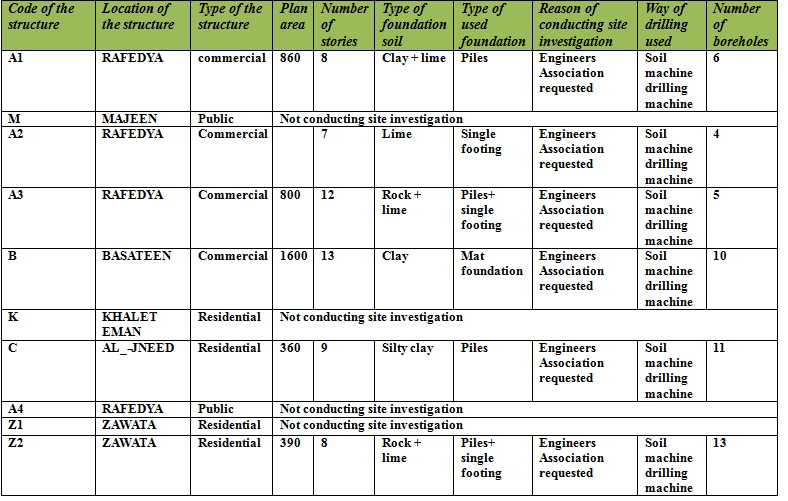 Code of the structure | Location of the structure | Type of the structure | Plan area | Number of stories | Type of foundation soil | Type of used foundation | Reason of conducting site investigation | Way of drilling used | Number of boreholes
A1 | RAFEDYA | commercial | 860 | 8 | Clay + lime | Piles | Engineers Association requested | Soil machine drilling machine | 6
M | MAJEEN | Public | Not conducting site investigation
A2 | RAFEDYA | Commercial | | 7 | Lime | Single footing | Engineers Association requested | Soil machine drilling machine | 4
A3 | RAFEDYA | Commercial | 800 | 12 | Rock + lime | Piles+ single footing | Engineers Association requested | Soil machine drilling machine | 5
B | BASATEEN | Commercial | 1600 | 13 | Clay | Mat foundation | Engineers Association requested | Soil machine drilling machine | 10
K | KHALET EMAN | Residential | Not conducting site investigation
C | AL_-JNEED | Residential | 360 | 9 | Silty clay | Piles | Engineers Association requested | Soil machine drilling machine | 11
A4 | RAFEDYA | Public | Not conducting site investigation
Z1 | ZAWATA | Residential | Not conducting site investigation
Z2 | ZAWATA | Residential | 390 | 8 | Rock + lime | Piles+ single footing | Engineers Association requested | Soil machine drilling machine | 13